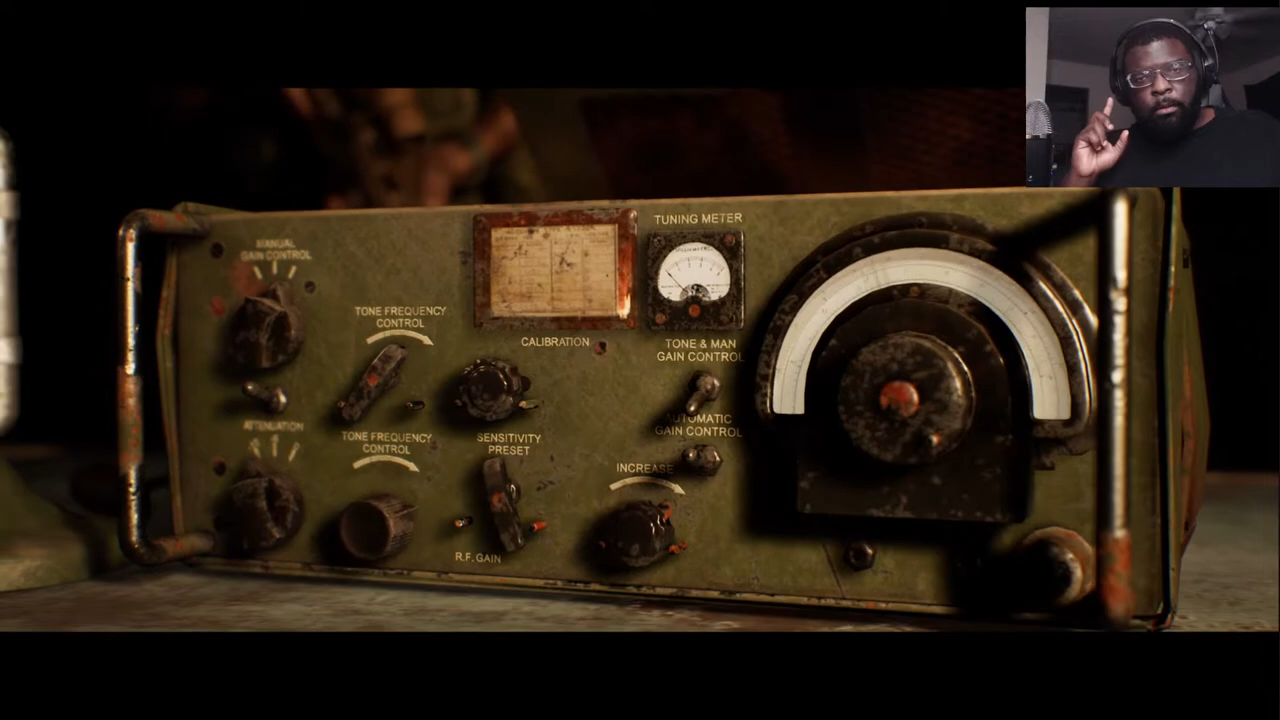 MANUAL
GAIN CONTROL
TONE FREQUENCY
CONTROL
CALIBRATION
TUNING METER
TONE & MAN
GAIN CONTROL
AUTOMATIC
GAIN CONTROL
ATTENUATION
TONE FREQUENCY
CONTROL
SENSITIVITY
PRESET
INCREASE
R.F. GAIN